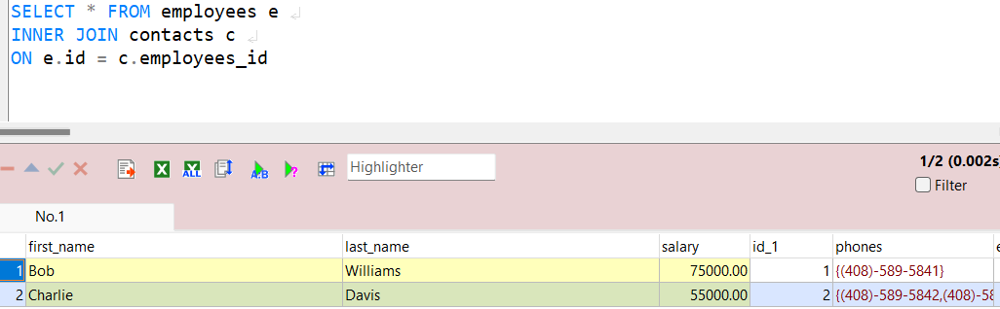 SELECT * FROM employees e
INNER JOIN contacts c
ON e.id = c.employees_id
ALL A:B ? Highlighter 1/2 (0.002s)
Filter
No.1
first_name last_name salary id_1 phones e
1 Bob Williams 75000.00 1 {(408)-589-5841}
2 Charlie Davis 55000.00 2 {(408)-589-5842,(408)-58